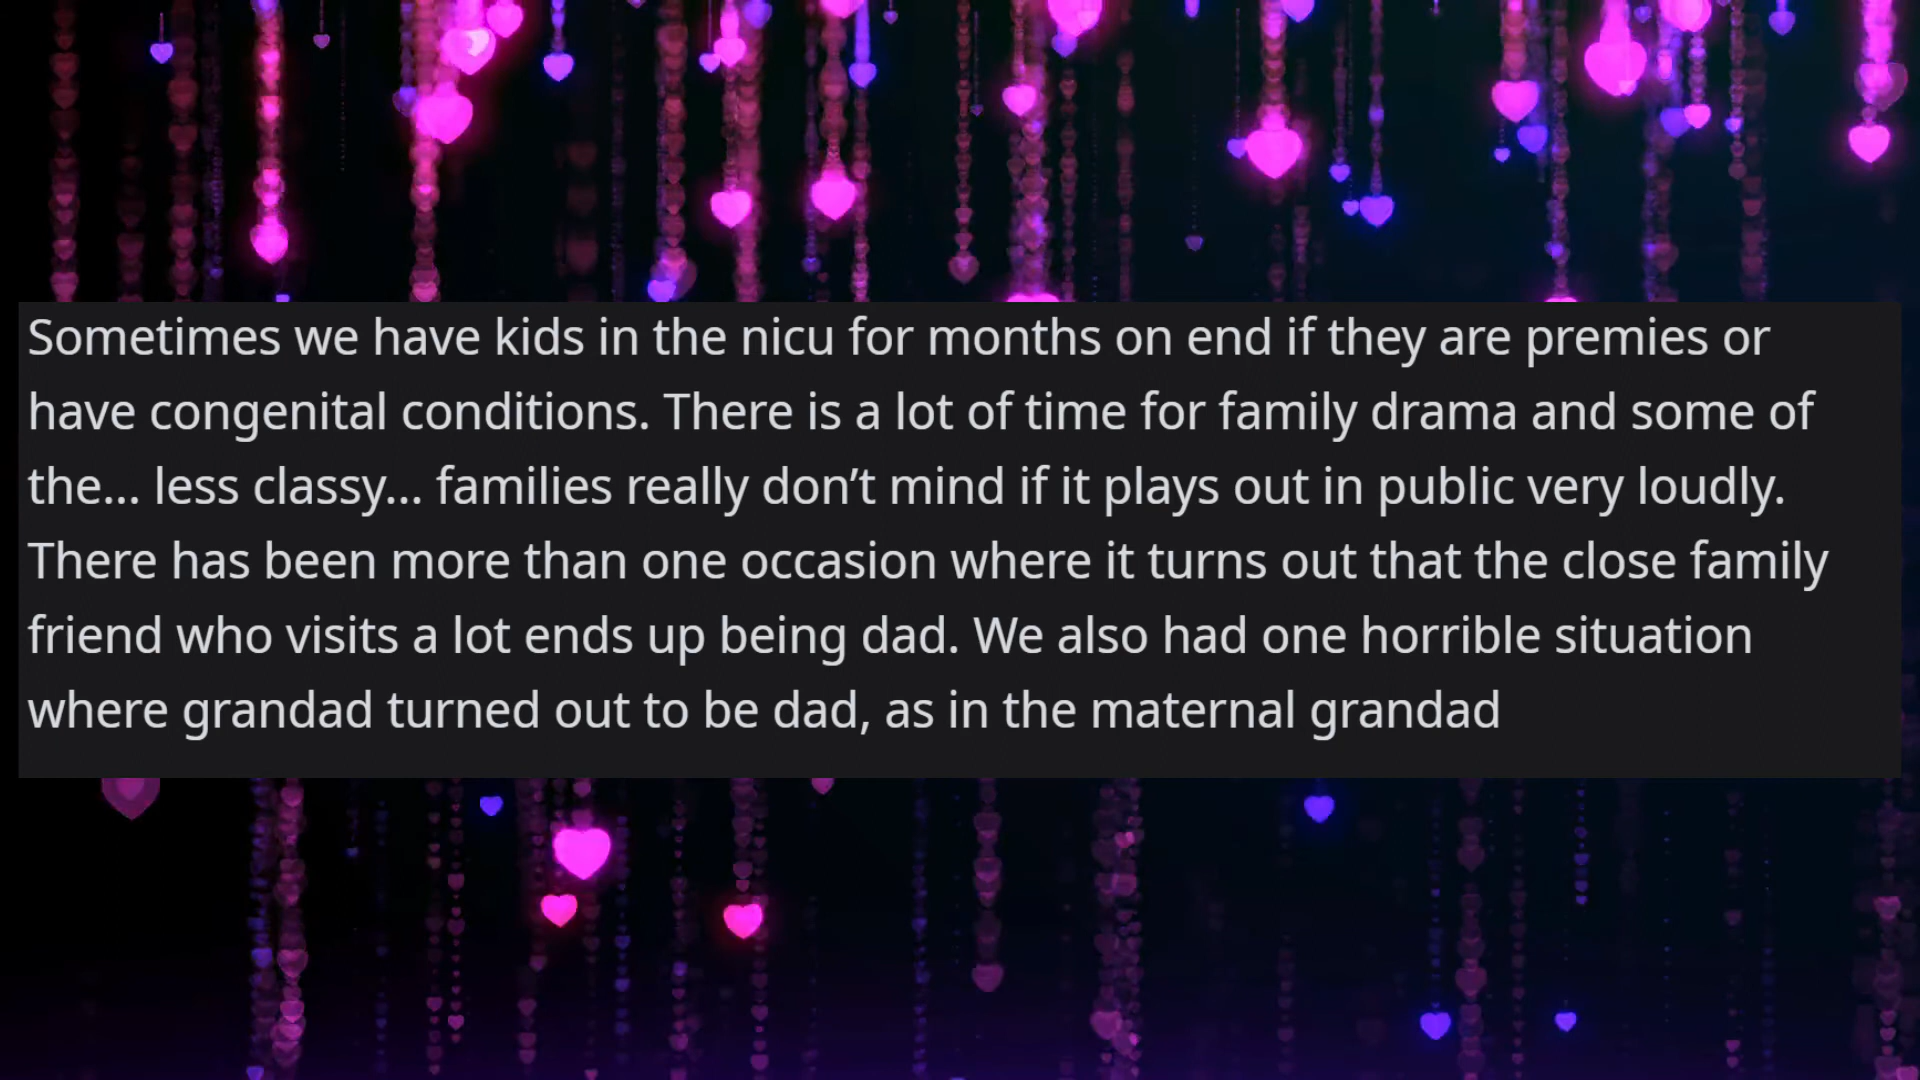 Sometimes we have kids in the nicu for months on end if they are premies or
have congenital conditions. There is a lot of time for family drama and some of
the... less classy... families really don’t mind if it plays out in public very loudly.
There has been more than one occasion where it turns out that the close family
friend who visits a lot ends up being dad. We also had one horrible situation
where grandad turned out to be dad, as in the maternal grandad